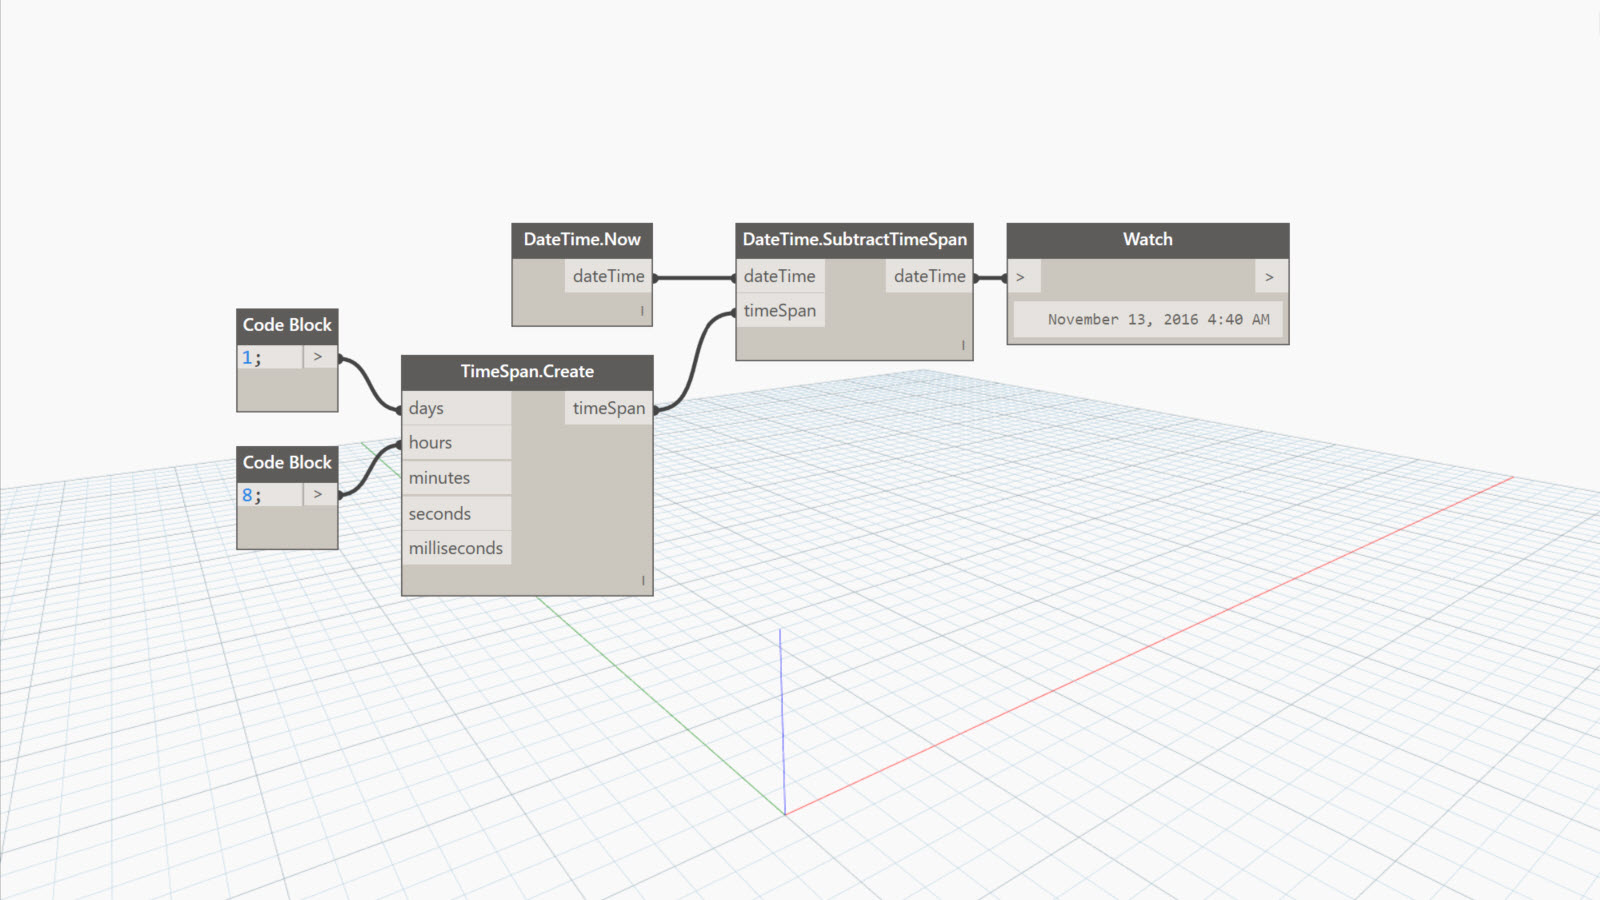 DateTime.Now
dateTime
DateTime.SubtractTimeSpan
dateTime
dateTime
timeSpan
Watch
>
>
November 13, 2016 4:40 AM
Code Block
1;
>
Code Block
8;
>
TimeSpan.Create
days
timeSpan
hours
minutes
seconds
milliseconds